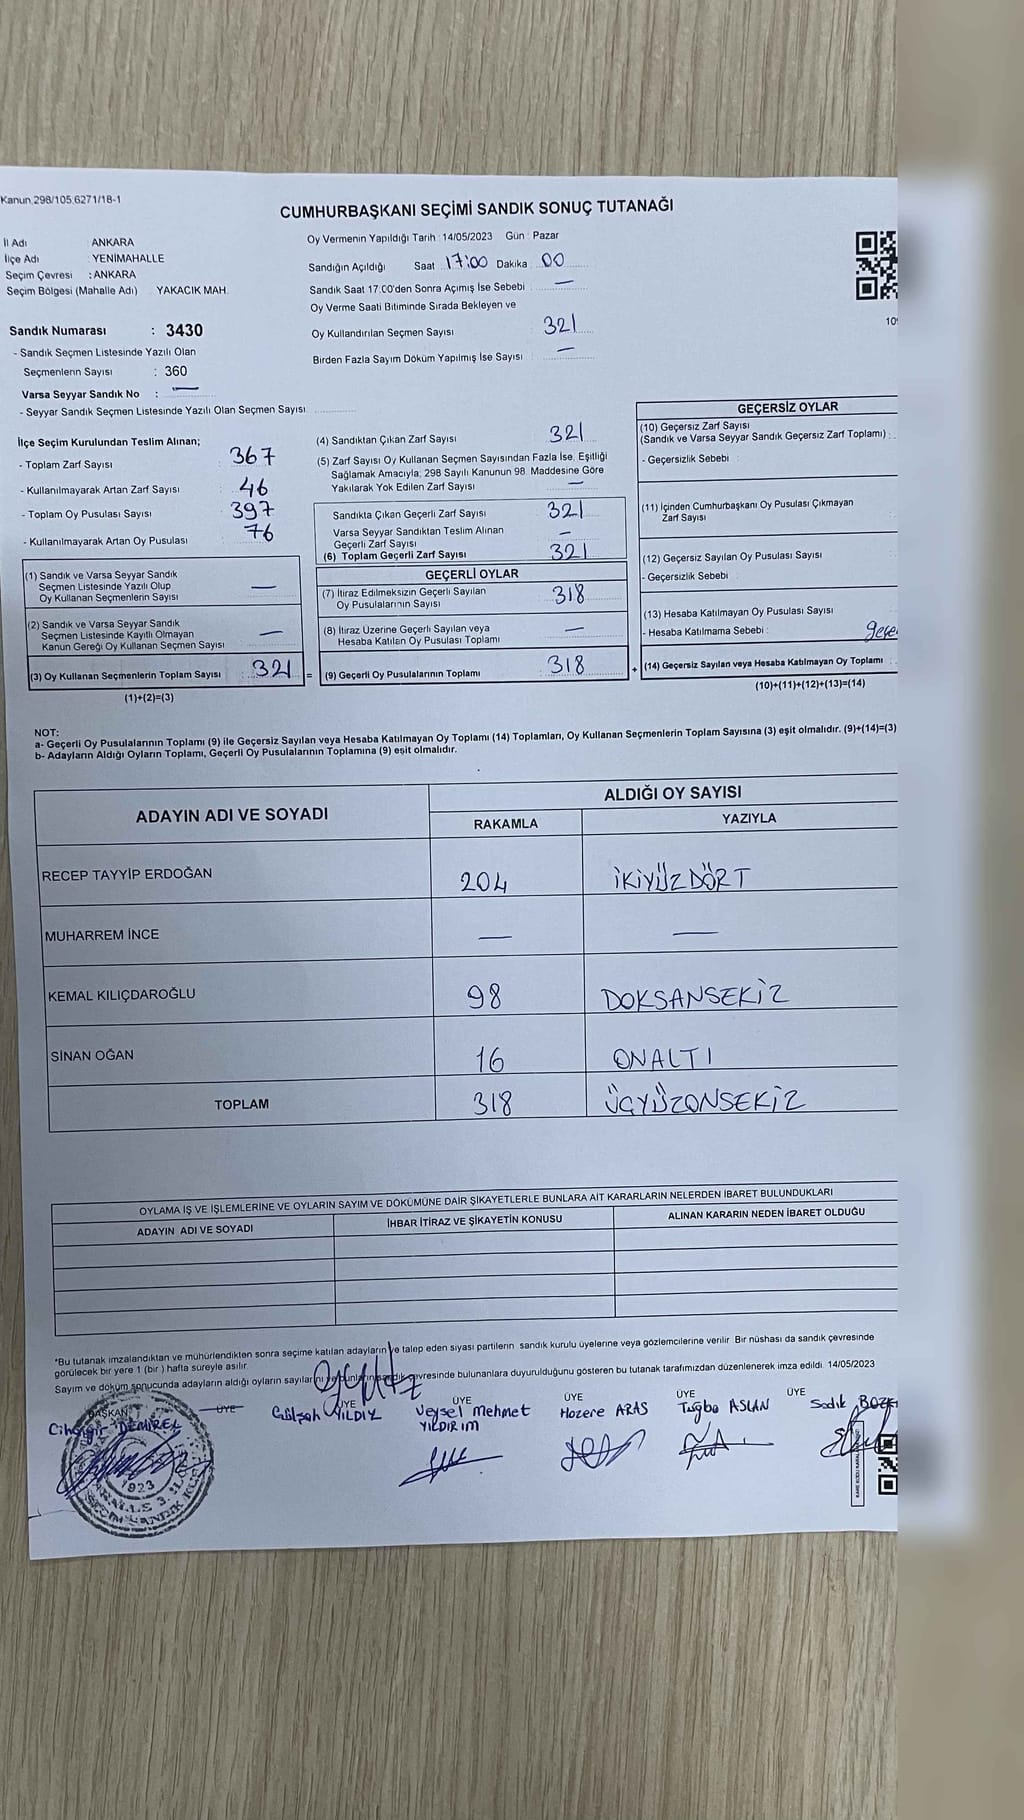 Kanun 298/105,6271/18-1
CUMHURBAŞKANI SEÇİMİ SANDIK SONUÇ TUTANAĞI
İl Adı ANKARA
İlçe Adı YENİMAHALLE
Seçim Çevresi : ANKARA
Seçim Bölgesi (Mahalle Adı) YAKACIK MAH.
Oy Vermenin Yapıldığı Tarih 14/05/2023 Gün : Pazar
Sandığın Açıldığı Saat 17:00 Dakika 00
Sandık Saat 17:00'den Sonra Açımış İse Sebebi —
Oy Verme Saati Bitiminde Sırada Bekleyen ve
Oy Kullandırılan Seçmen Sayısı 321
Birden Fazla Sayım Döküm Yapılmış İse Sayısı —
10
Sandık Numarası : 3430
- Sandık Seçmen Listesinde Yazılı Olan
Seçmenlerin Sayısı : 360
Varsa Seyyar Sandık No : —
- Seyyar Sandık Seçmen Listesinde Yazılı Olan Seçmen Sayısı
İlçe Seçim Kurulundan Teslim Alınan;
- Toplam Zarf Sayısı 367
- Kullanılmayarak Artan Zarf Sayısı 46
- Toplam Oy Pusulası Sayısı 397
- Kullanılmayarak Artan Oy Pusulası 76
(1) Sandık ve Varsa Seyyar Sandık
Seçmen Listesinde Yazılı Olup
Oy Kullanan Seçmenlerin Sayısı —
(2) Sandık ve Varsa Seyyar Sandık
Seçmen Listesinde Kayıtlı Olmayan
Kanun Gereği Oy Kullanan Seçmen Sayısı —
(3) Oy Kullanan Seçmenlerin Toplam Sayısı 321 =
(1)+(2)=(3)
(4) Sandıktan Çıkan Zarf Sayısı 321
(5) Zarf Sayısı Oy Kullanan Seçmen Sayısından Fazla İse, Eşitliği
Sağlamak Amacıyla; 298 Sayılı Kanunun 98. Maddesine Göre
Yakılarak Yok Edilen Zarf Sayısı —
Sandıkta Çıkan Geçerli Zarf Sayısı 321
Varsa Seyyar Sandıktan Teslim Alınan
Geçerli Zarf Sayısı —
(6) Toplam Geçerli Zarf Sayısı 321
GEÇERLİ OYLAR
(7) İtiraz Edilmeksizin Geçerli Sayılan
Oy Pusulalarının Sayısı 318
(8) İtiraz Üzerine Geçerli Sayılan veya
Hesaba Katılan Oy Pusulası Toplamı —
(9) Geçerli Oy Pusulalarının Toplamı 318 +
GEÇERSİZ OYLAR
(10) Geçersiz Zarf Sayısı
(Sandık ve Varsa Seyyar Sandık Geçersiz Zarf Toplamı) :
- Geçersizlik Sebebi :
(11) İçinden Cumhurbaşkanı Oy Pusulası Çıkmayan
Zarf Sayısı
(12) Geçersiz Sayılan Oy Pusulası Sayısı
- Geçersizlik Sebebi
(13) Hesaba Katılmayan Oy Pusulası Sayısı
- Hesaba Katılmama Sebebi : geçe
(14) Geçersiz Sayılan veya Hesaba Katılmayan Oy Toplamı
(10)+(11)+(12)+(13)=(14)
NOT:
a- Geçerli Oy Pusulalarının Toplamı (9) ile Geçersiz Sayılan veya Hesaba Katılmayan Oy Toplamı (14) Toplamları, Oy Kullanan Seçmenlerin Toplam Sayısına (3) eşit olmalıdır. (9)+(14)=(3)
b- Adayların Aldığı Oyların Toplamı, Geçerli Oy Pusulalarının Toplamına (9) eşit olmalıdır.
ADAYIN ADI VE SOYADI ALDIĞI OY SAYISI
RAKAMLA YAZIYLA
RECEP TAYYİP ERDOĞAN 204 İKİYÜZDÖRT
MUHARREM İNCE — —
KEMAL KILIÇDAROĞLU 98 DOKSANSEKİZ
SİNAN OĞAN 16 ONALTI
TOPLAM 318 ÜÇYÜZONSEKİZ
OYLAMA İŞ VE İŞLEMLERİNE VE OYLARIN SAYIM VE DÖKÜMÜNE DAİR ŞİKAYETLERLE BUNLARA AİT KARARLARIN NELERDEN İBARET BULUNDUKLARI
ADAYIN ADI VE SOYADI İHBAR İTİRAZ VE ŞİKAYETİN KONUSU ALINAN KARARIN NEDEN İBARET OLDUĞU
*Bu tutanak imzalandıktan ve mühürlendikten sonra seçime katılan adayların ve talep eden siyasi partilerin sandık kurulu üyelerine veya gözlemcilerine verilir. Bir nüshası da sandık çevresinde
görülecek bir yere 1 (bir) hafta süreyle asılır.
Sayım ve döküm sonucunda adayların aldığı oyların sayılarını ve bunların sandık çevresinde bulunanlara duyurulduğunu gösteren bu tutanak tarafımızdan düzenlenerek imza edildi. 14/05/2023
BAŞKAN ÜYE ÜYE ÜYE ÜYE ÜYE ÜYE
Cihangir DEMİREL Gülşah YILDIZ Veysel Mehmet YILDIRIM Hazere ARAS Tuğba ASLAN Sadık BOZK
1923